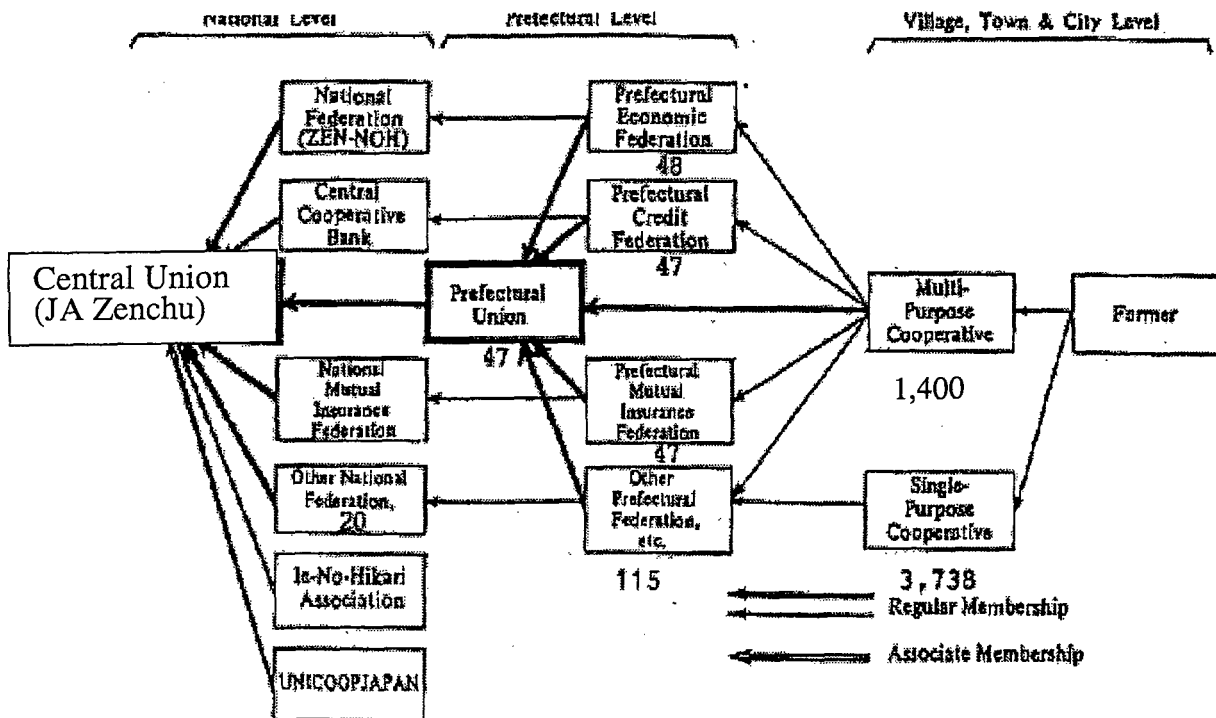 National Level
Prefectural Level
Village, Town & City Level
National
Federation
(ZEN-NOH)
Prefectural
Economic
Federation
48
Central
Cooperative
Bank
Prefectural
Credit
Federation
47
Central Union
(JA Zenchu)
Prefectural
Union
47
Multi-
Purpose
Cooperative
1,400
Farmer
National
Mutual
Insurance
Federation
Prefectural
Mutual
Insurance
Federation
47
Other National
Federation,
20
Other
Prefectural
Federation,
etc.
115
Single-
Purpose
Cooperative
3,738
Ie-No-Hikari
Association
UNICOOPJAPAN
Regular Membership
Associate Membership